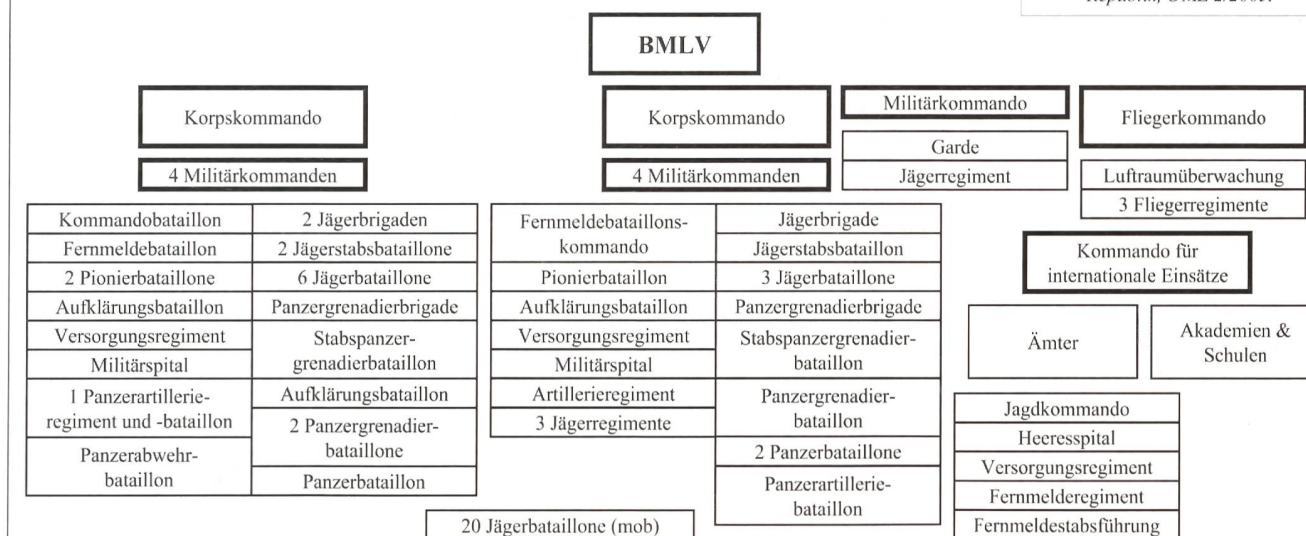 Republik, ÖMZ 2/2003.
BMLV
Korpskommando
4 Militärkommanden
Kommandobataillon
Fernmeldebataillon
2 Pionierbataillone
Aufklärungsbataillon
Versorgungsregiment
Militärspital
1 Panzerartillerie-
regiment und -bataillon
Panzerabwehr-
bataillon
2 Jägerbrigaden
2 Jägerstabsbataillone
6 Jägerbataillone
Panzergrenadierbrigade
Stabspanzer-
grenadierbataillon
Aufklärungsbataillon
2 Panzergrenadier-
bataillone
Panzerbataillon
Korpskommando
4 Militärkommanden
Fernmeldebataillons-
kommando
Pionierbataillon
Aufklärungsbataillon
Versorgungsregiment
Militärspital
Artillerieregiment
3 Jägerregimente
Jägerbrigade
Jägerstabsbataillon
3 Jägerbataillone
Panzergrenadierbrigade
Stabspanzergrenadier-
bataillon
Panzergrenadier-
bataillon
2 Panzerbataillone
Panzerartillerie-
bataillon
20 Jägerbataillone (mob)
Militärkommando
Garde
Jägerregiment
Fliegerkommando
Luftraumüberwachung
3 Fliegerregimente
Kommando für
internationale Einsätze
Ämter
Akademien &
Schulen
Jagdkommando
Heeresspital
Versorgungsregiment
Fernmelderegiment
Fernmeldestabsführung